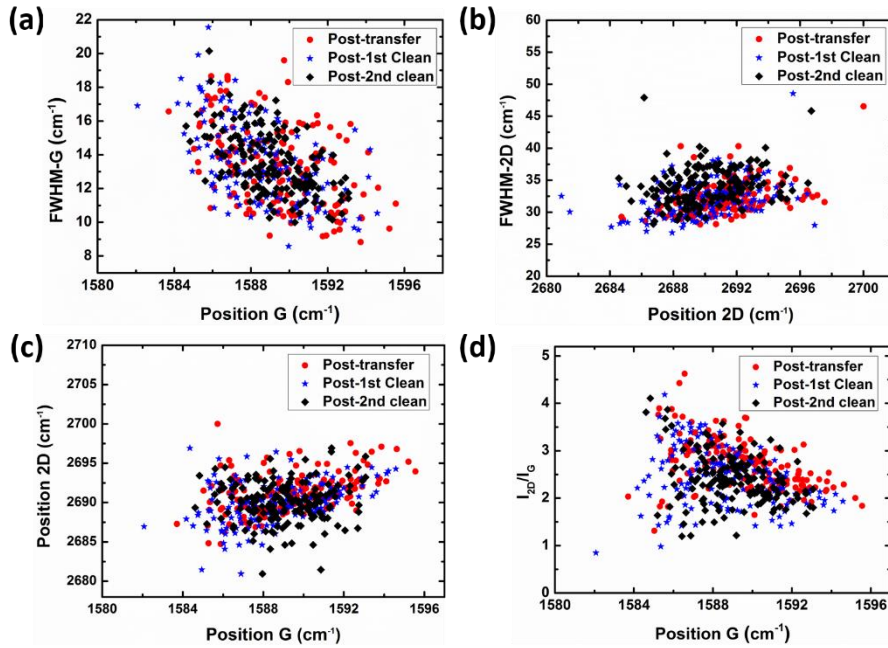 (a)
22
20
18
16
14
12
10
8
FWHM-G (cm⁻¹)
Post-transfer
Post-1st Clean
Post-2nd clean
1580 1584 1588 1592 1596
Position G (cm⁻¹)
(b)
60
55
50
45
40
35
30
25
20
FWHM-2D (cm⁻¹)
Post-transfer
Post-1st Clean
Post-2nd clean
2680 2684 2688 2692 2696 2700
Position 2D (cm⁻¹)
(c)
2710
2705
2700
2695
2690
2685
2680
Position 2D (cm⁻¹)
Post-transfer
Post-1st Clean
Post-2nd clean
1580 1584 1588 1592 1596
Position G (cm⁻¹)
(d)
5
4
3
2
1
0
I2D/IG
Post-transfer
Post-1st Clean
Post-2nd clean
1580 1584 1588 1592 1596
Position G (cm⁻¹)